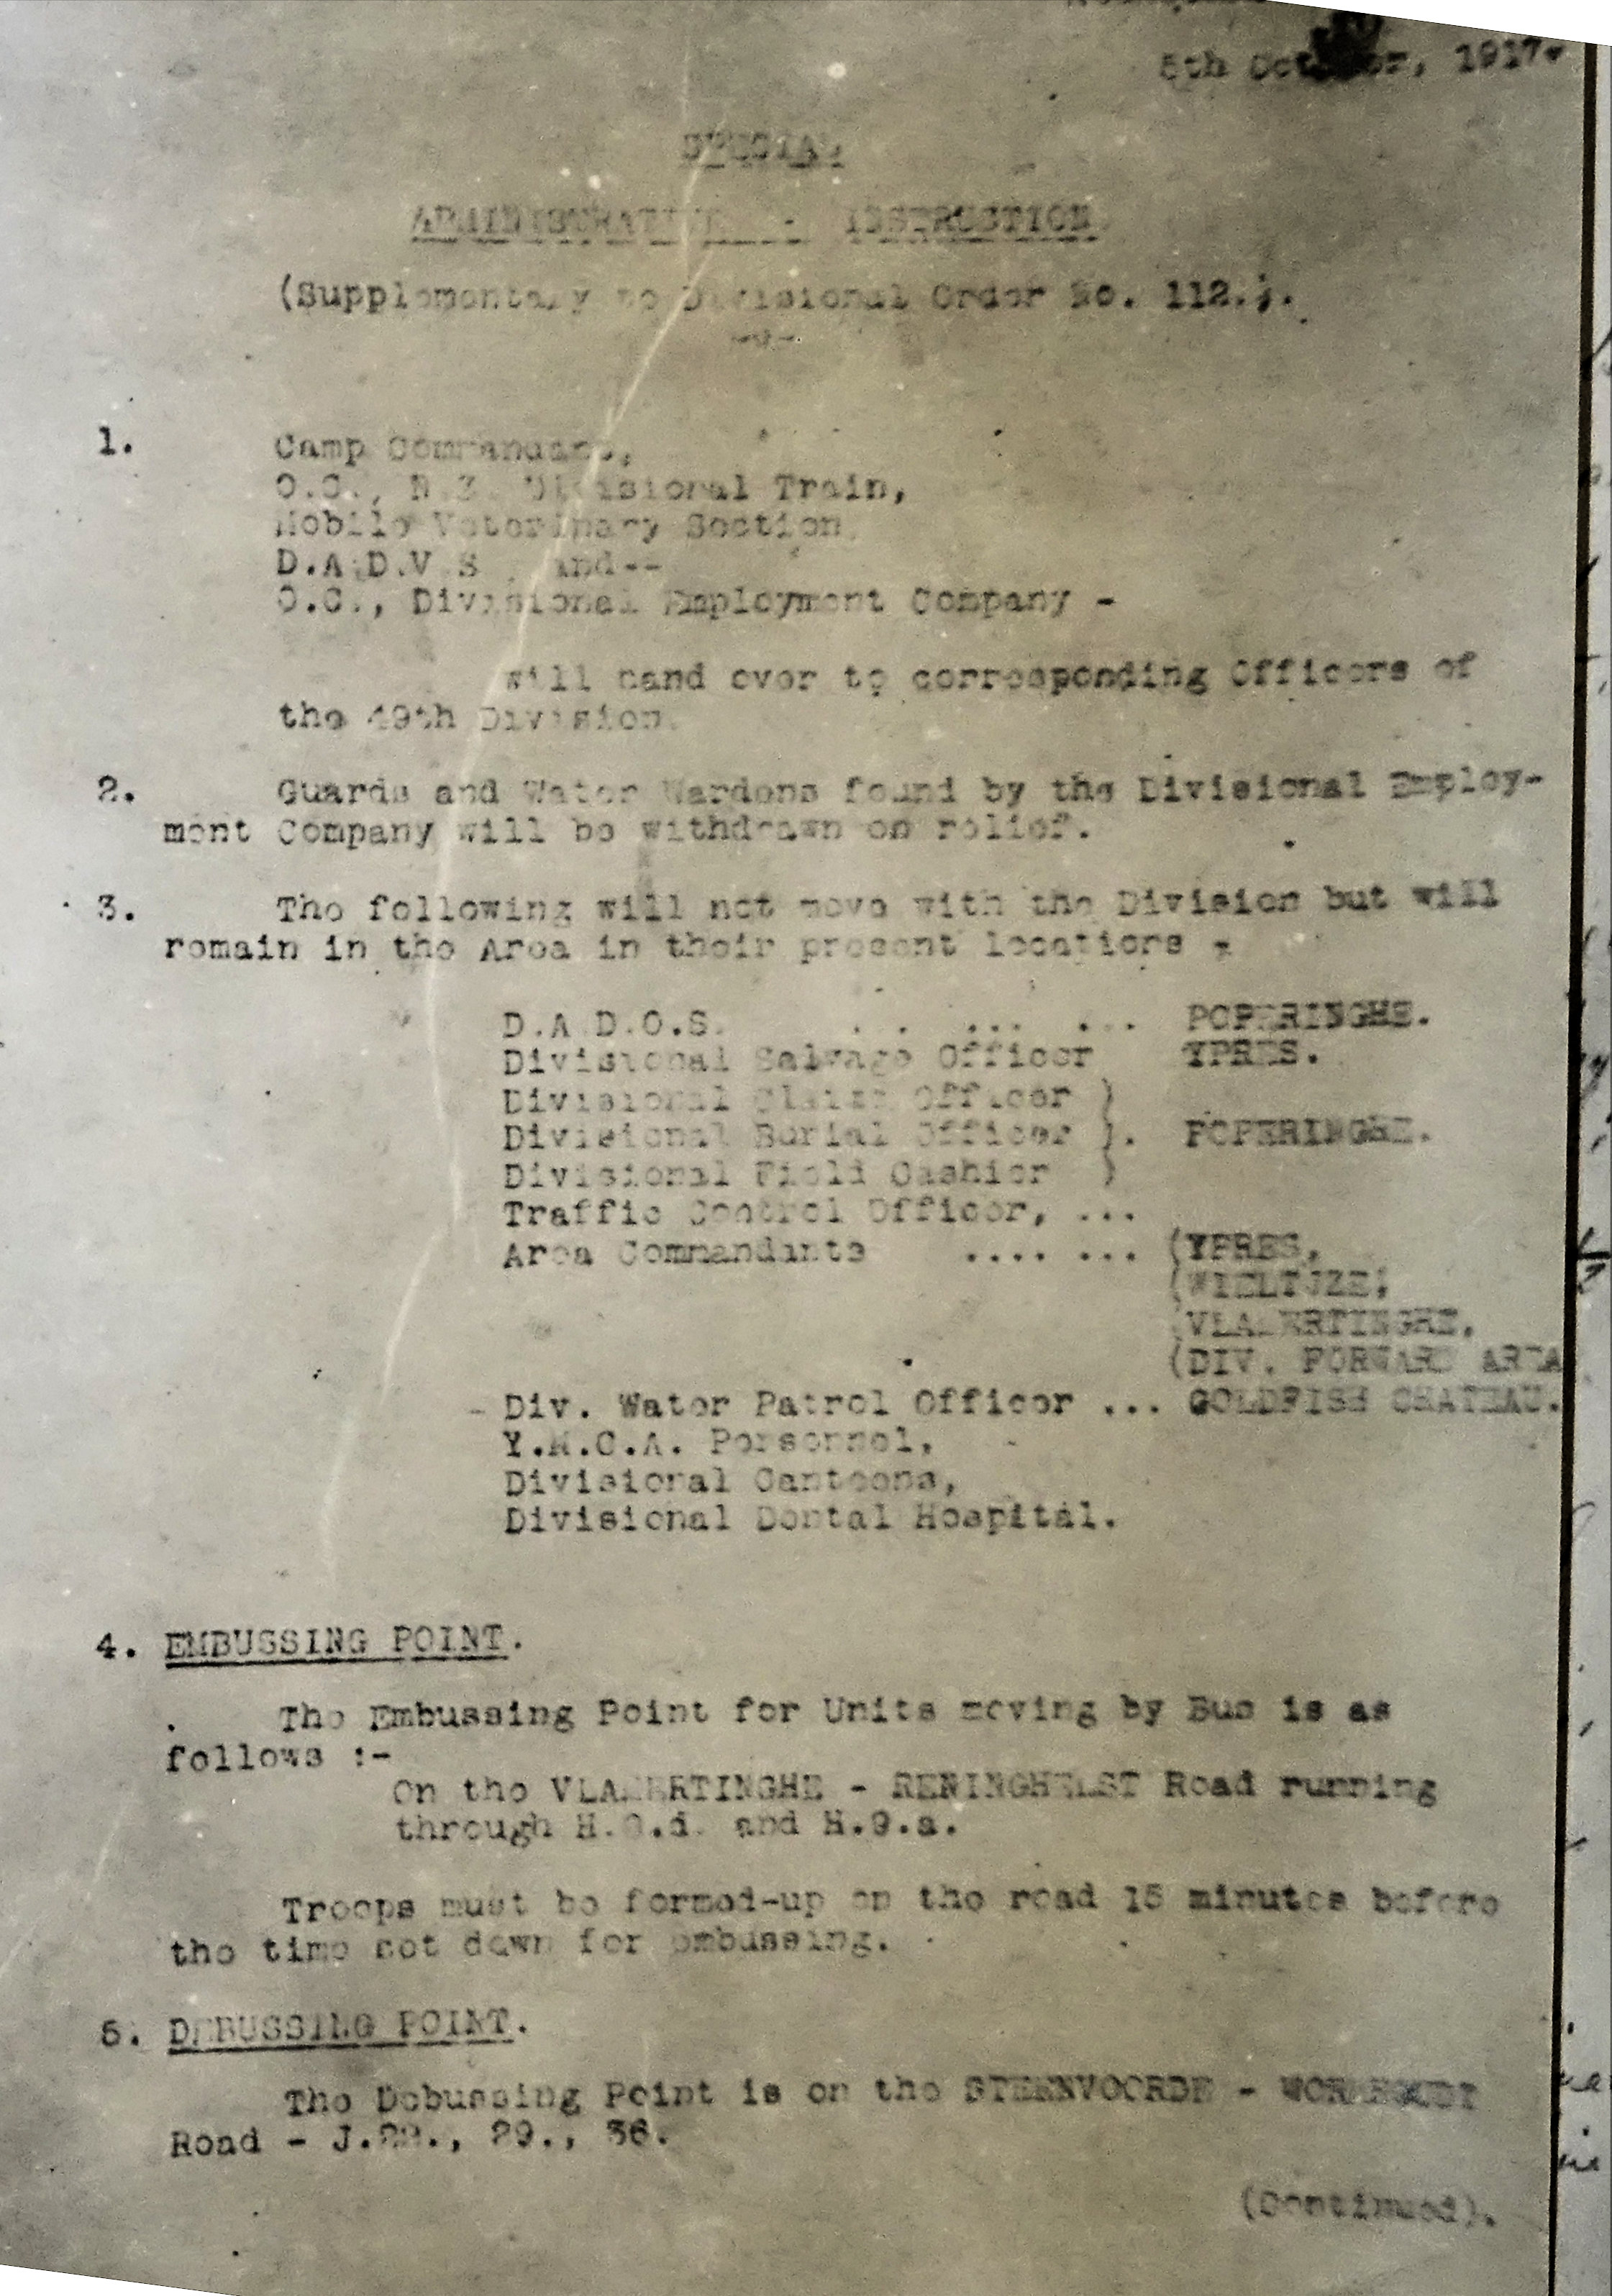 5th October, 1917.
SPECIAL
ADMINISTRATIVE - INSTRUCTION
(Supplementary to Divisional Order No. 112.).
1. Camp Commandant,
O.C., N.Z. Divisional Train,
Mobile Veterinary Section
D.A.D.V.S. and--
O.C., Divisional Employment Company -
will hand over to corresponding Officers of
the 49th Division.
2. Guards and Water Wardens found by the Divisional Employ-
ment Company will be withdrawn on relief.
3. The following will not move with the Division but will
remain in the Area in their present locations -
D.A.D.O.S. ... ... ... POPERINGHE.
Divisional Salvage Officer YPRES.
Divisional Claims Officer )
Divisional Burial Officer ). POPERINGHE.
Divisional Field Cashier )
Traffic Control Officer, ...
Area Commandants .... ... (YPRES,
(WIELTJZE,
(VLAMERTINGHE,
(DIV. FORWARD AREA
Div. Water Patrol Officer ... GOLDFISH CHATEAU.
Y.M.C.A. Personnel,
Divisional Canteens,
Divisional Dental Hospital.
4. EMBUSSING POINT.
The Embussing Point for Units moving by Bus is as
follows :-
On the VLAMERTINGHE - RENINGHELST Road running
through and H.9.a.
Troops must be formed-up on the road 15 minutes before
the time set down for embussing.
5. DEBUSSING POINT.
The Debussing Point is on the STEENVOORDE - WORMHOUDT
Road - 29., 36.
(Continued).